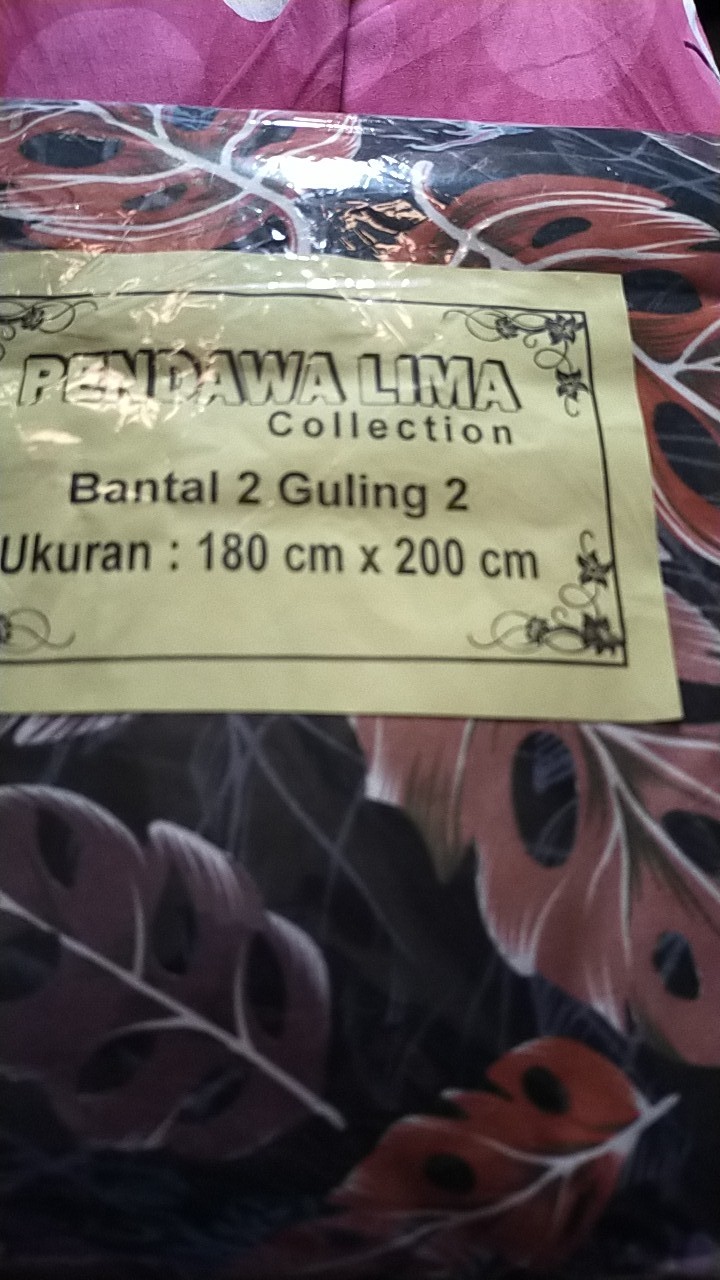 PENDAWA LIMA
Collection
Bantal 2 Guling 2
Ukuran : 180 cm x 200 cm